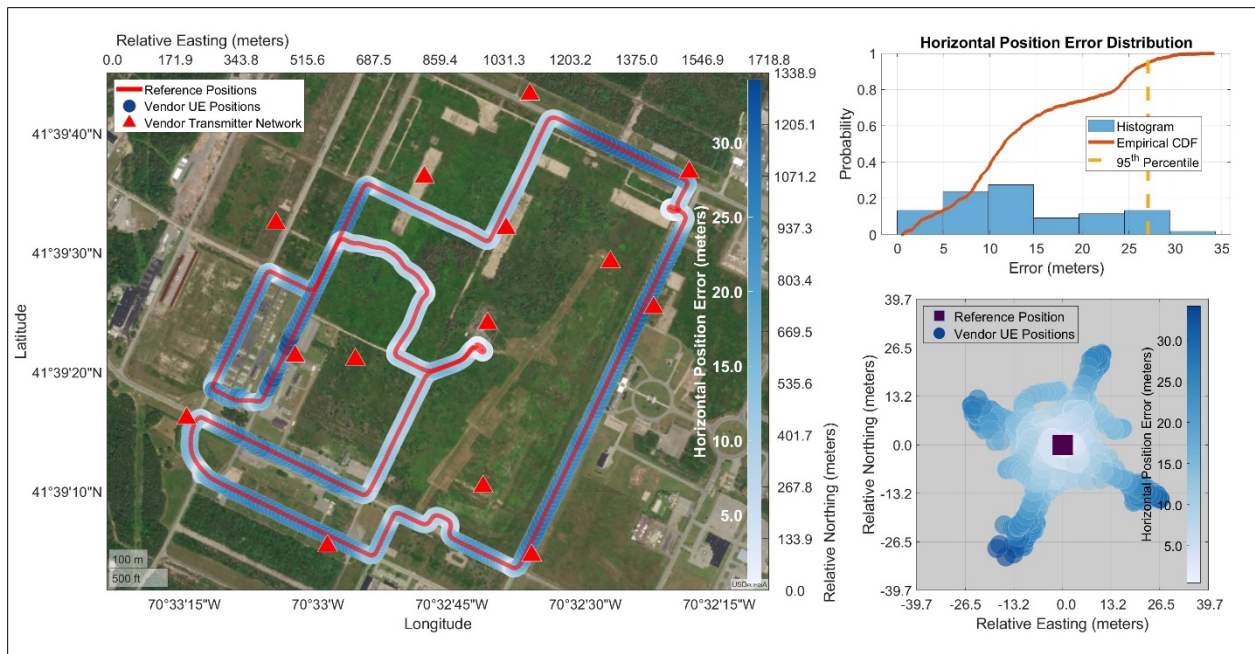 Relative Easting (meters)
0.0 171.9 343.8 515.6 687.5 859.4 1031.3 1203.2 1375.0 1546.9 1718.8
Reference Positions
Vendor UE Positions
Vendor Transmitter Network
41°39'40"N
41°39'30"N
41°39'20"N
41°39'10"N
Latitude
100 m
500 ft
70°33'15"W 70°33'W 70°32'45"W 70°32'30"W 70°32'15"W
Longitude
Horizontal Position Error (meters)
30.0
25.0
20.0
15.0
10.0
5.0
1338.9
1205.1
1071.2
937.3
803.4
669.5
535.6
401.7
267.8
133.9
0.0
Relative Northing (meters)
Horizontal Position Error Distribution
1
0.8
0.6
0.4
0.2
0
Probability
Histogram
Empirical CDF
95th Percentile
0 5 10 15 20 25 30 35
Error (meters)
39.7
26.5
13.2
0.0
-13.2
-26.5
-39.7
Relative Northing (meters)
Reference Position
Vendor UE Positions
Horizontal Position Error (meters)
30.0
25.0
20.0
15.0
10.0
5.0
-39.7 -26.5 -13.2 0.0 13.2 26.5 39.7
Relative Easting (meters)